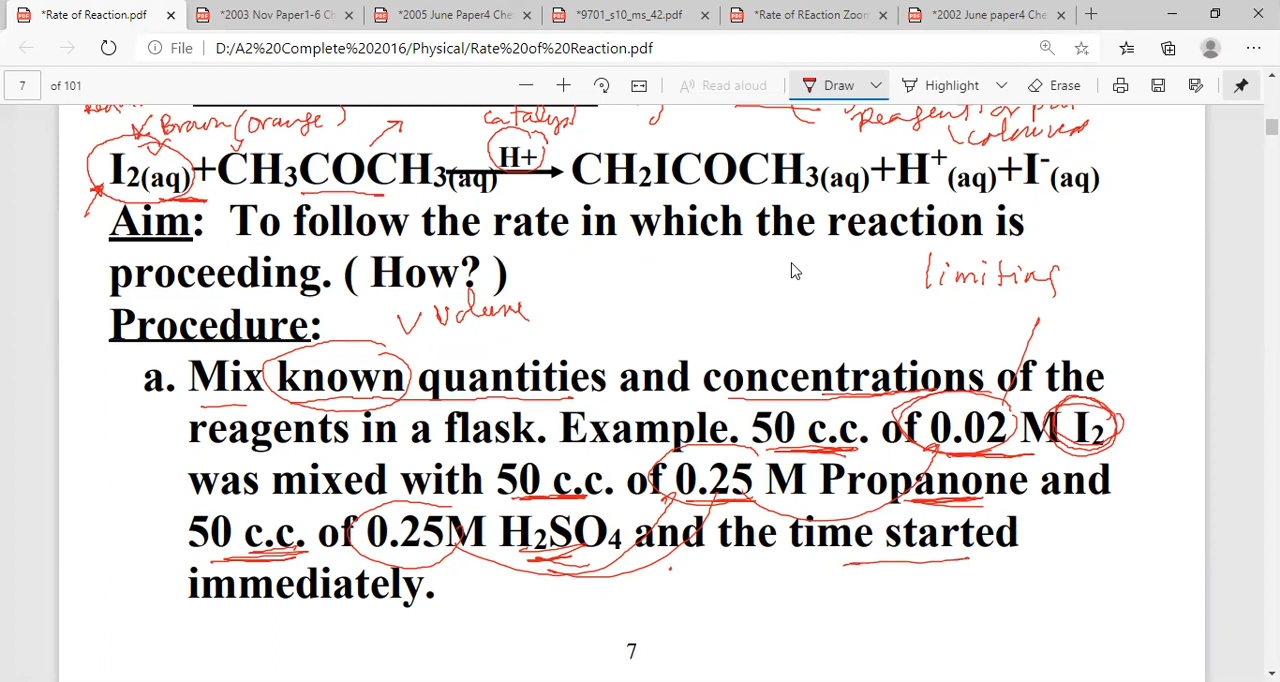 *Rate of Reaction.pdf
*2003 Nov Paper1-6 Ch
*2005 June Paper4 Che
*9701_s10_ms_42.pdf
*Rate of REaction Zoom
*2002 June paper4 Che
File | D:/A2%20Complete%202016/Physical/Rate%20of%20Reaction.pdf
7 of 101
Read aloud
Draw
Highlight
Erase
Brown (orange)
catalyst
reagent or
coloured
I2(aq)+CH3COCH3(aq) H+ CH2ICOCH3(aq)+H+(aq)+I-(aq)
Aim: To follow the rate in which the reaction is
limiting
proceeding. ( How? )
volume
Procedure:
a. Mix known quantities and concentrations of the
reagents in a flask. Example. 50 c.c. of 0.02 M I2
was mixed with 50 c.c. of 0.25 M Propanone and
50 c.c. of 0.25M H2SO4 and the time started
immediately.
7